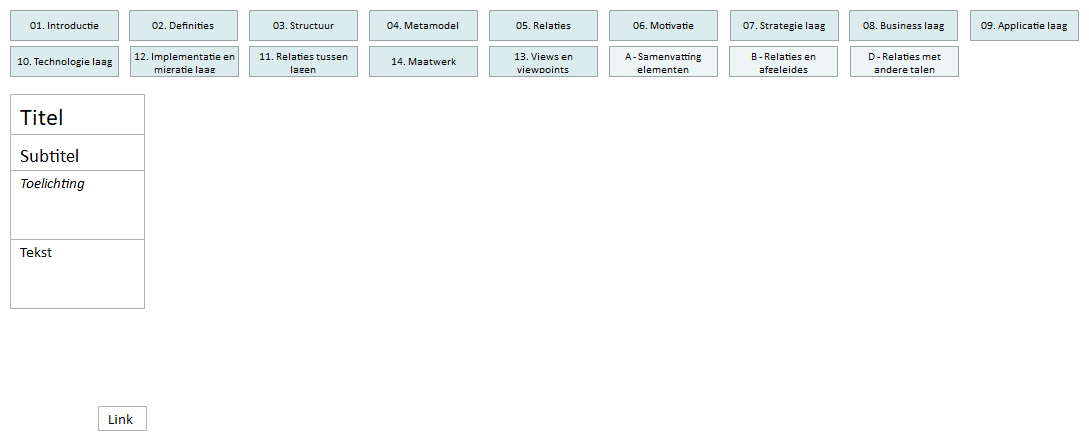 01. Introductie
02. Definities
03. Structuur
04. Metamodel
05. Relaties
06. Motivatie
07. Strategie laag
08. Business laag
09. Applicatie laag
10. Technologie laag
12. Implementatie en
migratie laag
11. Relaties tussen
lagen
14. Maatwerk
13. Views en
viewpoints
A - Samenvatting
elementen
B - Relaties en
afgeleides
D - Relaties met
andere talen
Titel
Subtitel
Toelichting
Tekst
Link